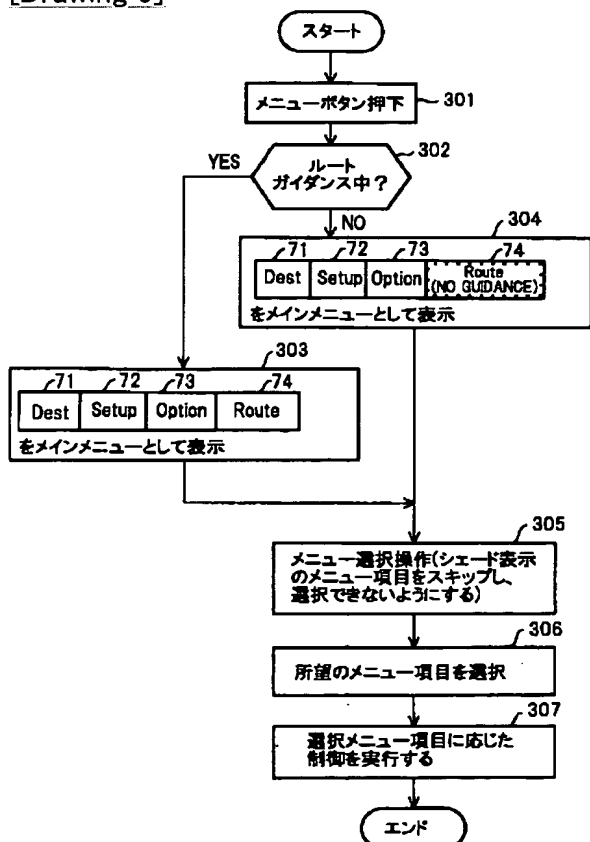 スタート
メニューボタン押下
301
302
YES
ルート
ガイダンス中?
NO
304
71
72
73
74
Dest
Setup
Option
Route
(NO GUIDANCE)
をメインメニューとして表示
303
71
72
73
74
Dest
Setup
Option
Route
をメインメニューとして表示
305
メニュー選択操作(シェード表示
のメニュー項目をスキップし、
選択できないようにする)
306
所望のメニュー項目を選択
307
選択メニュー項目に応じた
制御を実行する
エンド